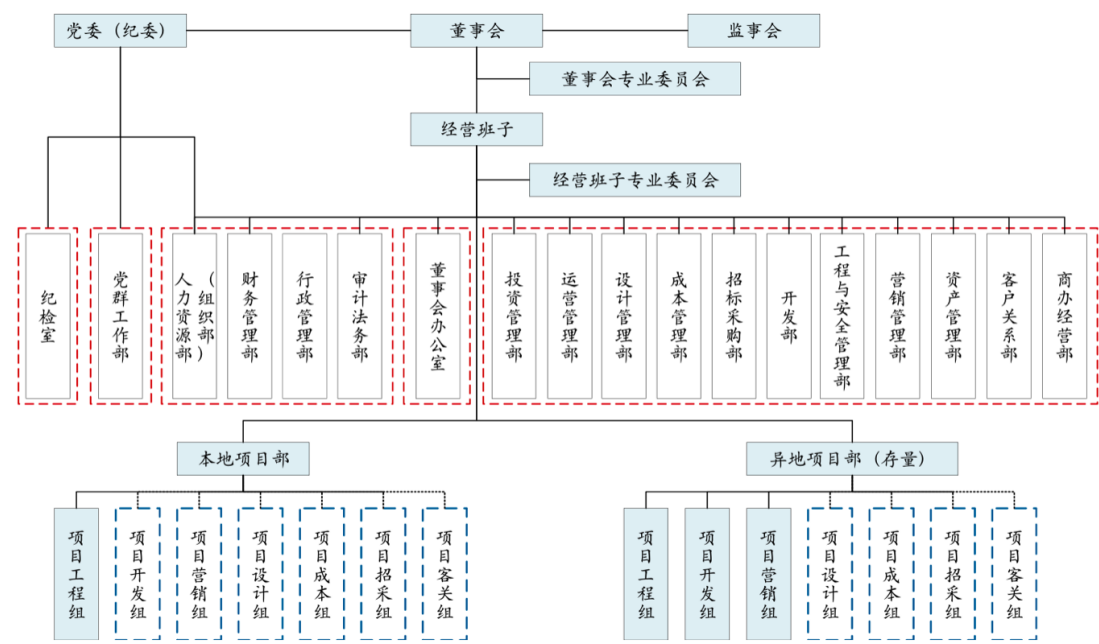 党委（纪委）
董事会
监事会
董事会专业委员会
经营班子
经营班子专业委员会
纪检室
党群工作部
人力资源部
（组织部）
财务管理部
行政管理部
审计法务部
董事会办公室
投资管理部
运营管理部
设计管理部
成本管理部
招标采购部
开发部
工程与安全管理部
营销管理部
资产管理部
客户关系部
商办经营部
本地项目部
异地项目部（存量）
项目工程组
项目开发组
项目营销组
项目设计组
项目成本组
项目招采组
项目客关组
项目工程组
项目开发组
项目营销组
项目设计组
项目成本组
项目招采组
项目客关组